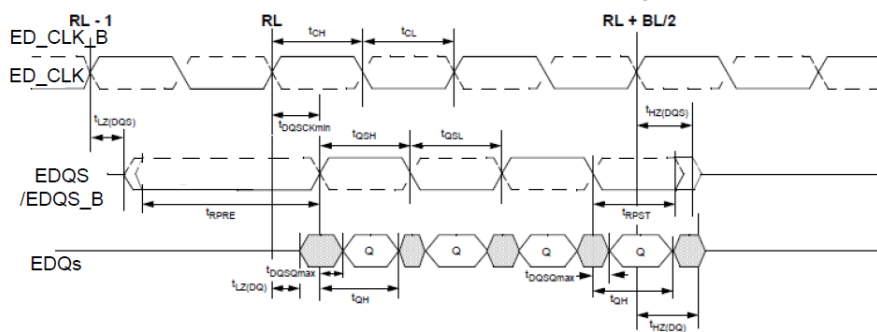 RL - 1 RL RL + BL/2
ED_CLK_B tCH tCL
ED_CLK
tLZ(DQS) tDQSCKmin tHZ(DQS)
tQSH tQSL
EDQS
/EDQS_B
tRPRE tRPST
Q Q Q Q
EDQs
tDQSQmax tDQSQmax
tLZ(DQ) tQH tQH
tHZ(DQ)